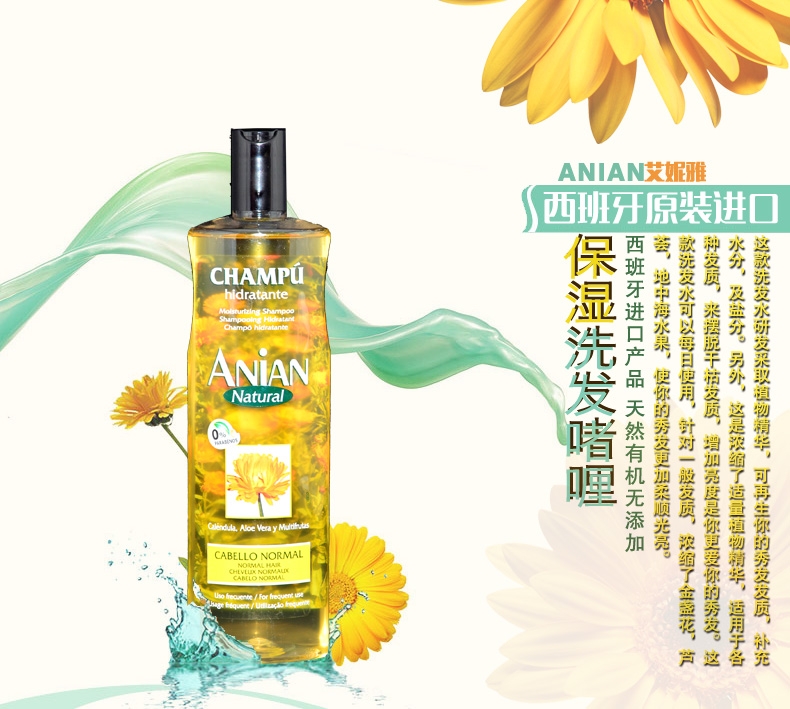 ANIAN艾妮雅
西班牙原装进口
保湿洗发啫喱
西班牙进口产品 天然有机无添加
这款洗发水研发采取植物精华，可再生你的秀发发质，补充
水分，及盐分。另外，这是浓缩了适量植物精华，适用于各
种发质，来摆脱干枯发质，增加亮度是你更爱你的秀发。这
款洗发水可以每日使用，针对一般发质，浓缩了金盏花，芦
荟，地中海水果，使你的秀发更加柔顺光亮。
CHAMPÚ
hidratante
Moisturizing Shampoo
Shampooing Hidratant
Champo hidratante
ANiAN
Natural
0%
PARABENOS
Caléndula, Aloe Vera y Multifrutas
CABELLO NORMAL
NORMAL HAIR
CHEVEUX NORMAUX
CABELO NORMAL
Uso frecuente / For frequent use
Usage fréquent / Utilização frequente